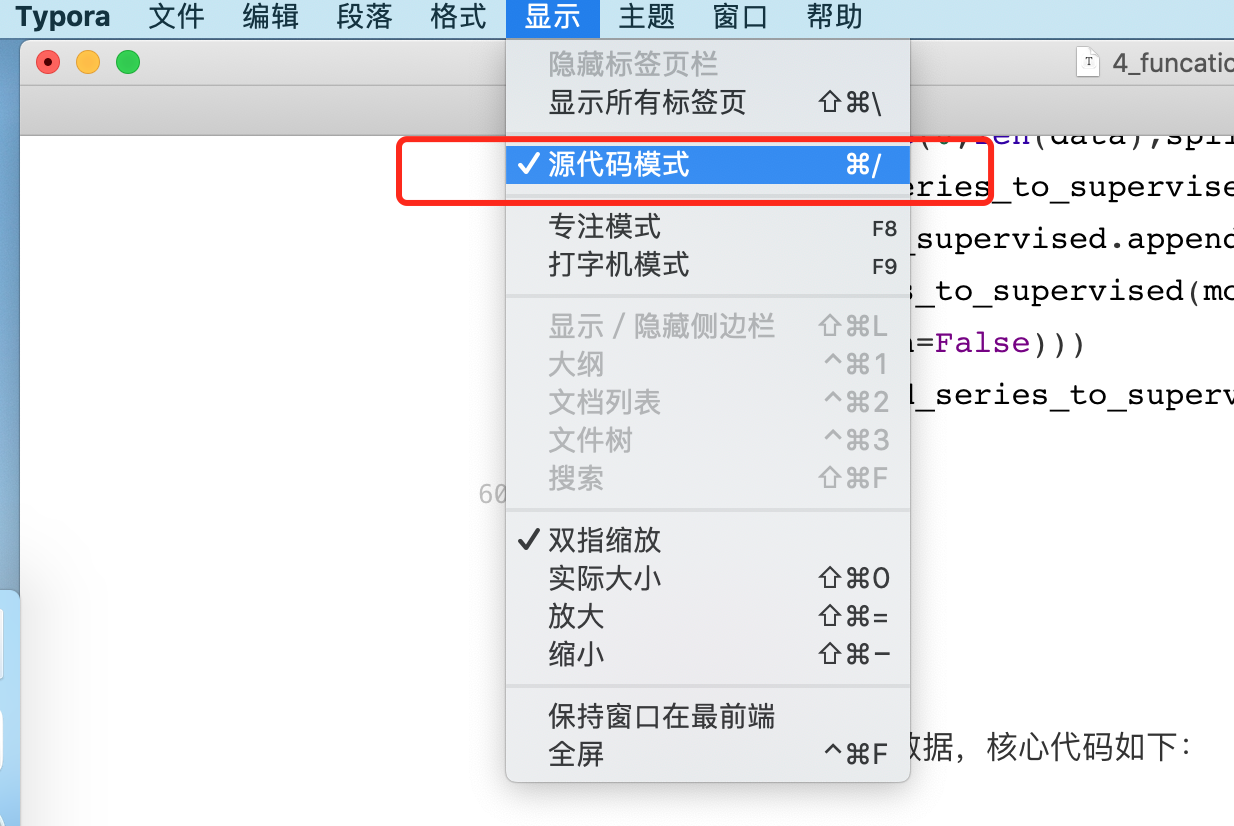 Typora 文件 编辑 段落 格式 显示 主题 窗口 帮助
4_funcatio
隐藏标签页栏
显示所有标签页 ⇧⌘\
(0,len(data),spli
✓ 源代码模式 ⌘/
eries_to_supervise
专注模式 F8
_supervised.append
打字机模式 F9
s_to_supervised(mo
显示 / 隐藏侧边栏 ⇧⌘L
=False)))
大纲 ^⌘1
d_series_to_superv
文档列表 ^⌘2
文件树 ^⌘3
搜索 ⇧⌘F
60
✓ 双指缩放
实际大小 ⇧⌘0
放大 ⇧⌘=
缩小 ⇧⌘−
保持窗口在最前端
数据，核心代码如下：
全屏 ^⌘F